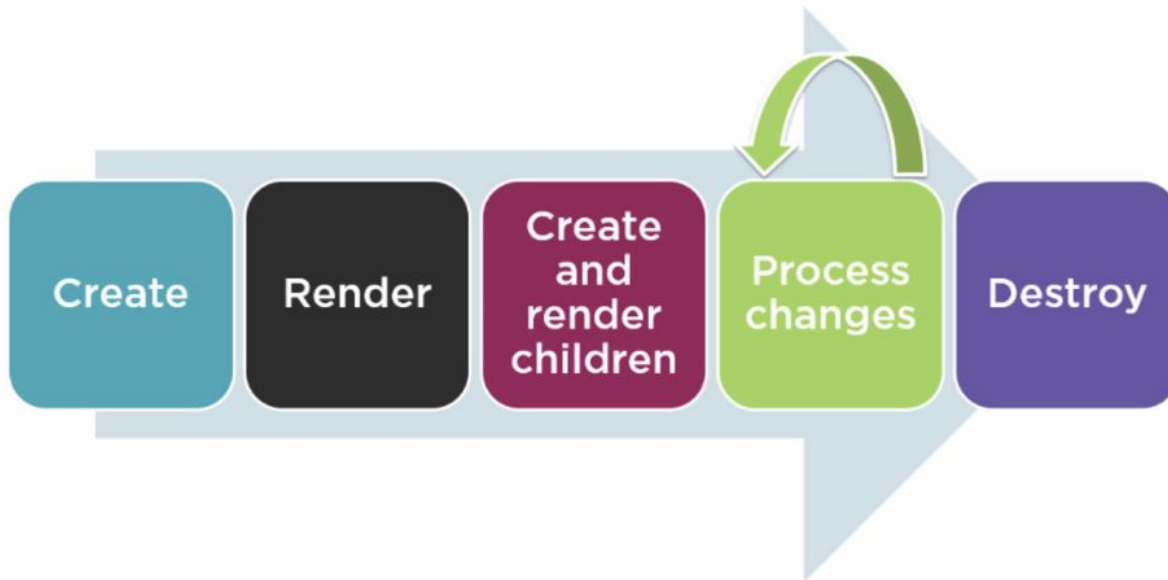 Create
Render
Create
and
render
children
Process
changes
Destroy